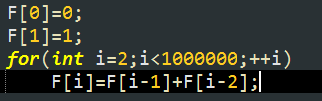 F[0]=0;
F[1]=1;
for(int i=2;i<1000000;++i)
    F[i]=F[i-1]+F[i-2];